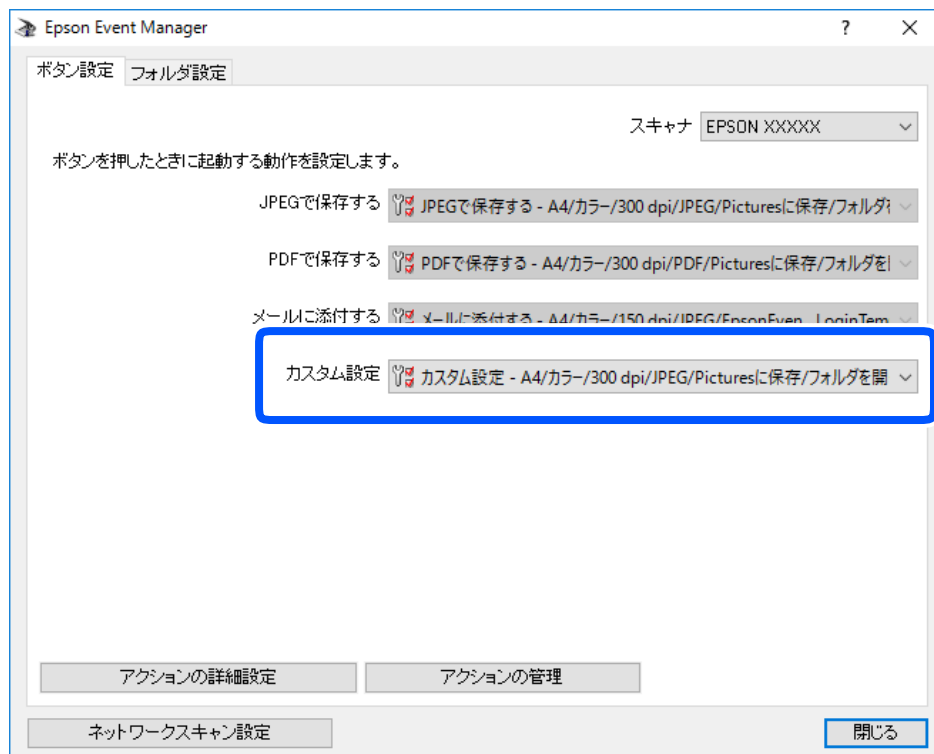 Epson Event Manager
ボタン設定 フォルダ設定
スキャナ EPSON XXXXX
ボタンを押したときに起動する動作を設定します。
JPEGで保存する JPEGで保存する - A4/カラー/300 dpi/JPEG/Picturesに保存/フォルダ
PDFで保存する PDFで保存する - A4/カラー/300 dpi/PDF/Picturesに保存/フォルダを
メールに添付する メールに添付する - A4/カラー/150 dpi/JPEG/EpsonEven...LoginTem
カスタム設定 カスタム設定 - A4/カラー/300 dpi/JPEG/Picturesに保存/フォルダを開
アクションの詳細設定 アクションの管理
ネットワークスキャン設定 閉じる